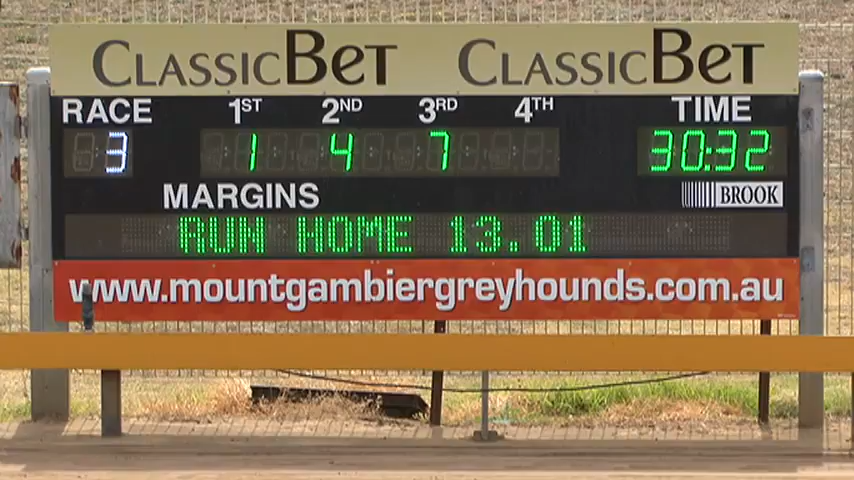 CLASSICBET CLASSICBET
RACE 1ST 2ND 3RD 4TH TIME
3 1 4 7 30:32
MARGINS BROOK
RUN HOME 13.01
www.mountgambiergreyhounds.com.au